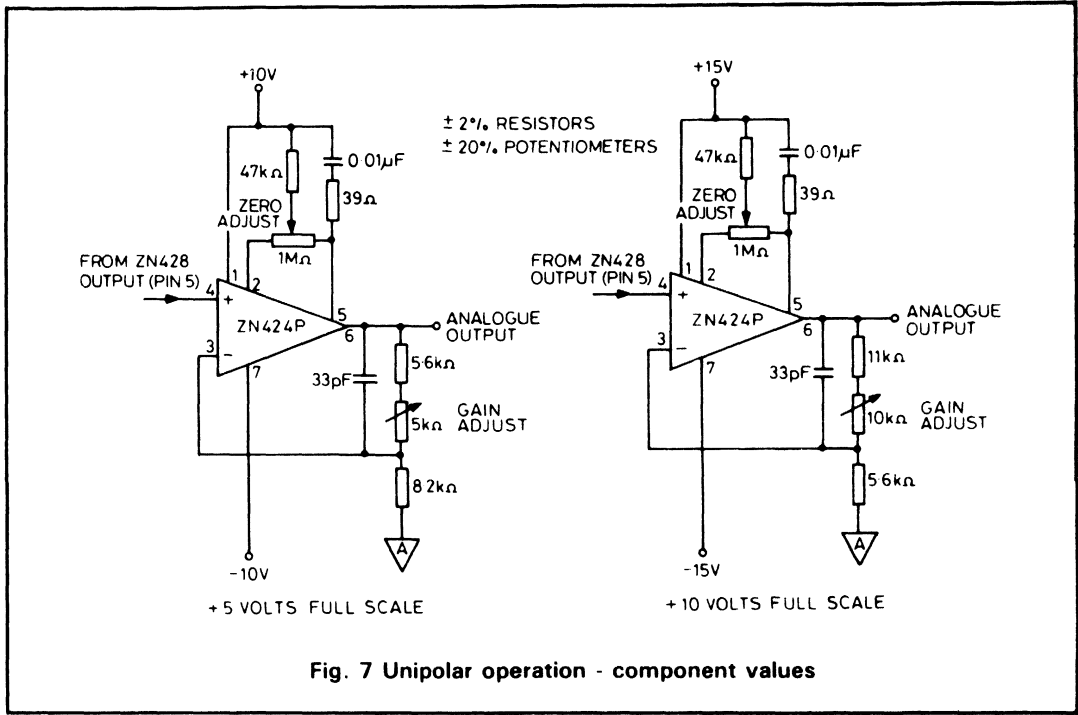 +10V
47kΩ
0·01µF
39Ω
ZERO
ADJUST
1MΩ
FROM ZN428
OUTPUT (PIN 5)
1
2
4
+
ZN424P
5
6
3
−
7
ANALOGUE
OUTPUT
33pF
5·6kΩ
5kΩ
GAIN
ADJUST
8·2kΩ
A
-10V
+5 VOLTS FULL SCALE
± 2% RESISTORS
± 20% POTENTIOMETERS
+15V
47kΩ
0·01µF
39Ω
ZERO
ADJUST
1MΩ
FROM ZN428
OUTPUT (PIN 5)
1
2
4
+
ZN424P
5
6
3
−
7
ANALOGUE
OUTPUT
33pF
11kΩ
10kΩ
GAIN
ADJUST
5·6kΩ
A
-15V
+10 VOLTS FULL SCALE
Fig. 7 Unipolar operation - component values